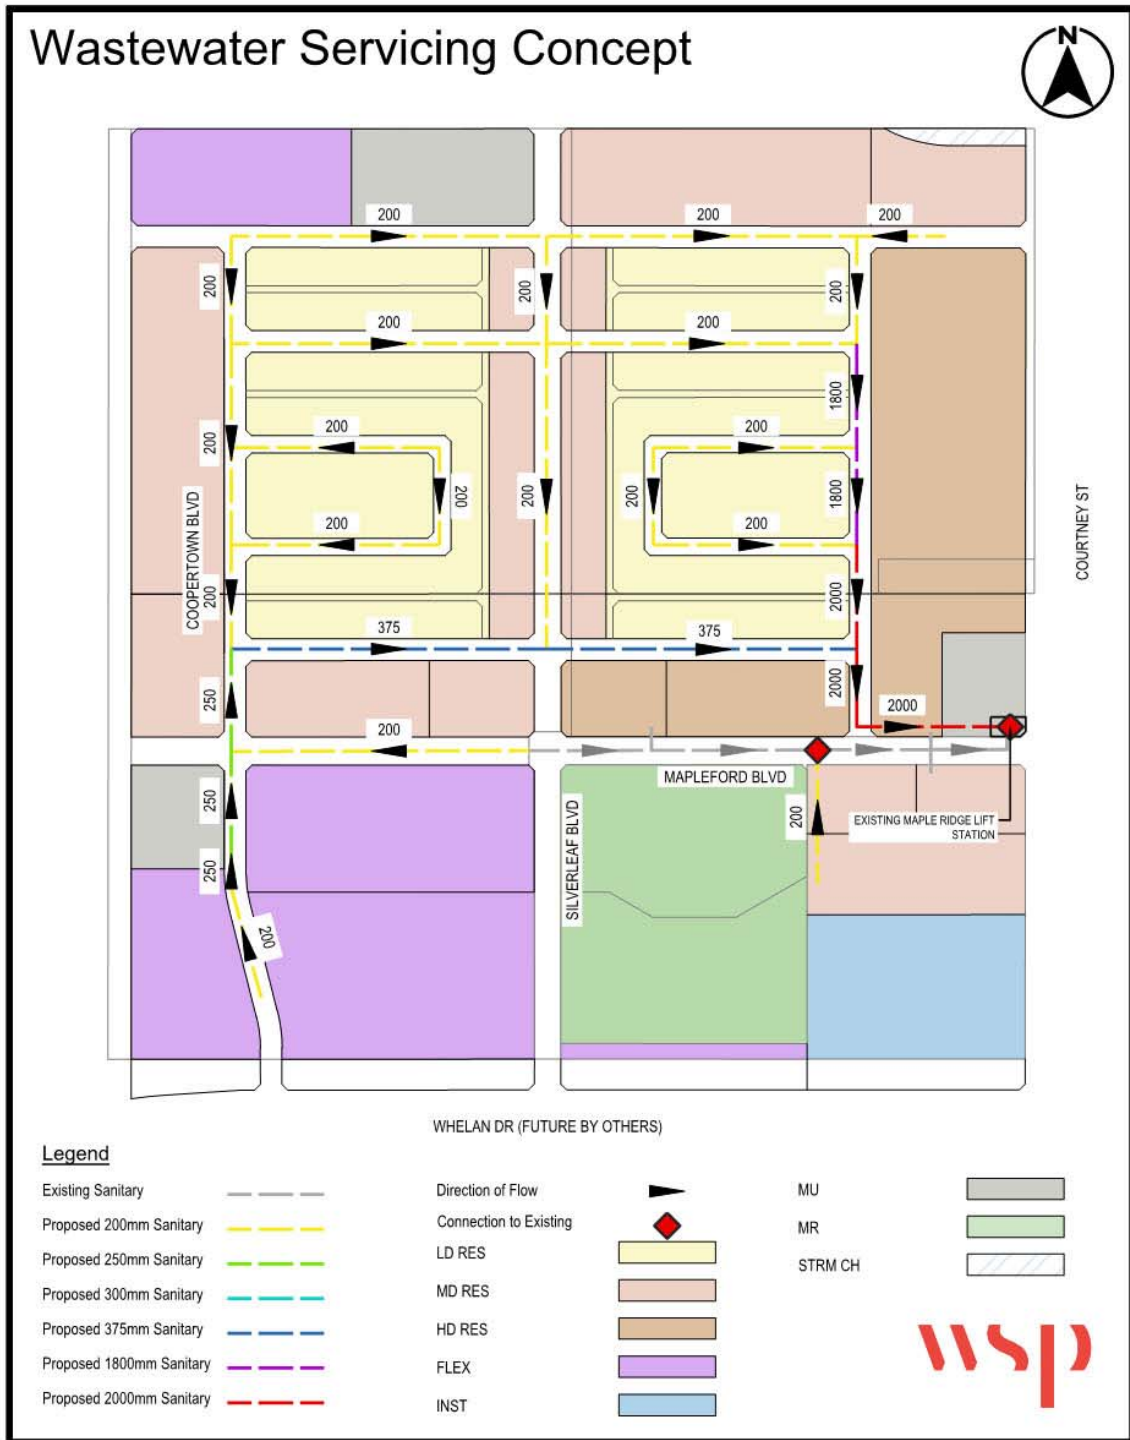 Wastewater Servicing Concept
N
200
200
200
200
200
200
200
200
1800
200
200
200
200
200
200
1800
200
200
COOPERTOWN BLVD
COURTNEY ST
200
2000
375
375
250
2000
2000
200
MAPLEFORD BLVD
250
200
EXISTING MAPLE RIDGE LIFT
STATION
SILVERLEAF BLVD
250
200
WHELAN DR (FUTURE BY OTHERS)
Legend
Existing Sanitary
Proposed 200mm Sanitary
Proposed 250mm Sanitary
Proposed 300mm Sanitary
Proposed 375mm Sanitary
Proposed 1800mm Sanitary
Proposed 2000mm Sanitary
Direction of Flow
Connection to Existing
LD RES
MD RES
HD RES
FLEX
INST
MU
MR
STRM CH
wsp